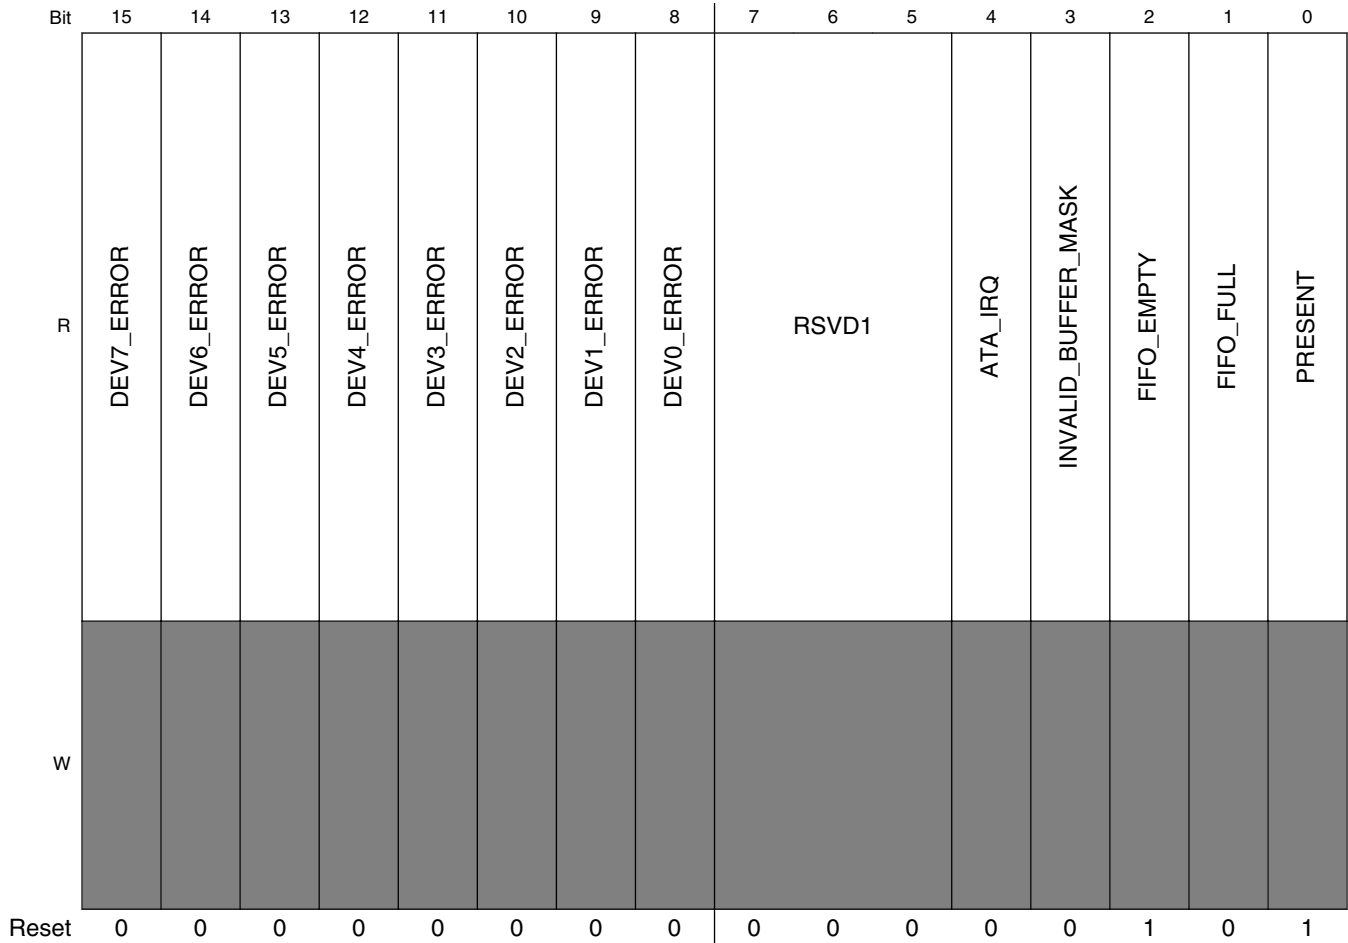 Bit 15 14 13 12 11 10 9 8 7 6 5 4 3 2 1 0
R DEV7_ERROR DEV6_ERROR DEV5_ERROR DEV4_ERROR DEV3_ERROR DEV2_ERROR DEV1_ERROR DEV0_ERROR RSVD1 ATA_IRQ INVALID_BUFFER_MASK FIFO_EMPTY FIFO_FULL PRESENT
W
Reset 0 0 0 0 0 0 0 0 0 0 0 0 0 1 0 1